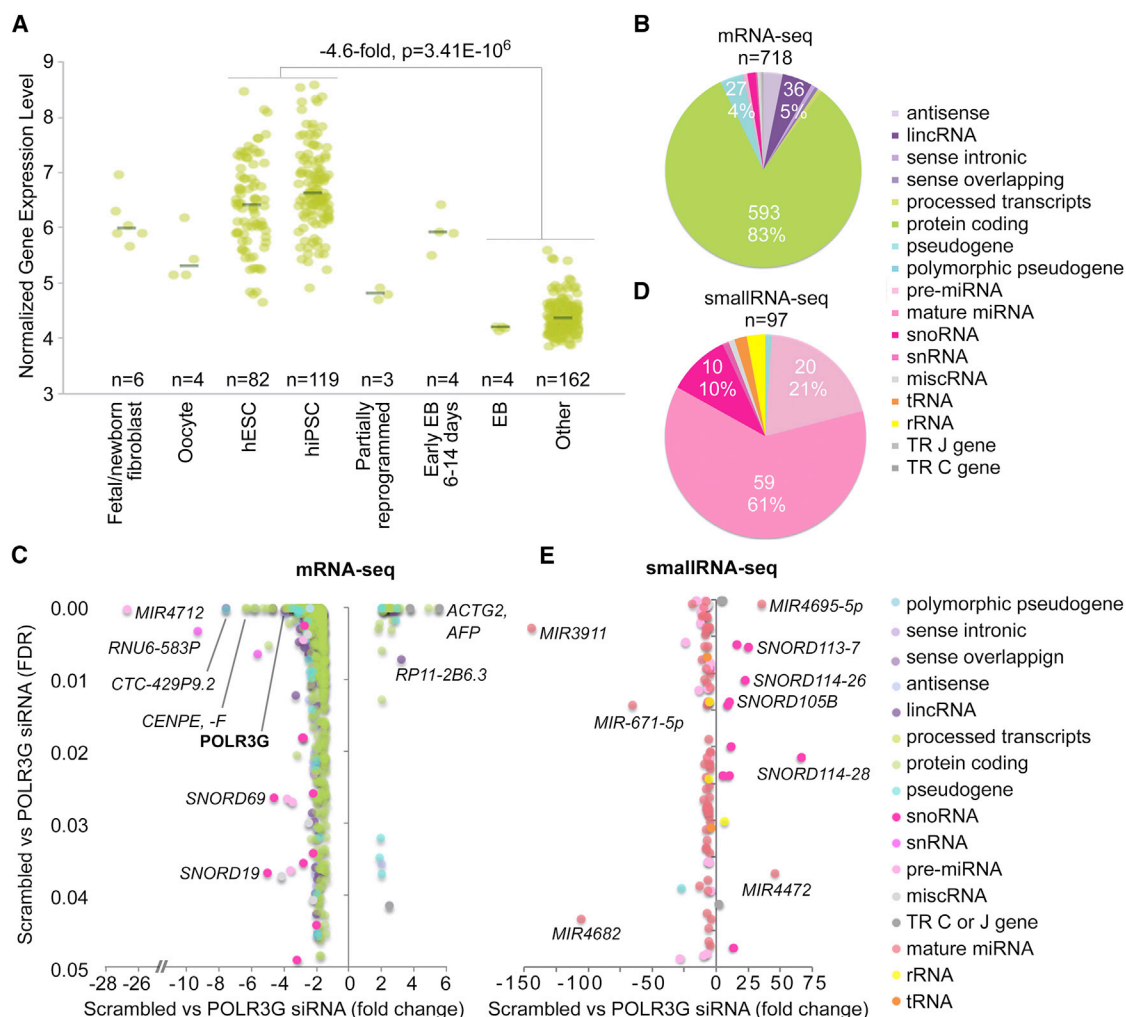 A
-4.6-fold, p=3.41E-10⁶
Normalized Gene Expression Level
9
8
7
6
5
4
3
n=6
n=4
n=82
n=119
n=3
n=4
n=4
n=162
Fetal/newborn
fibroblast
Oocyte
hESC
hiPSC
Partially
reprogrammed
Early EB
6-14 days
EB
Other
B
mRNA-seq
n=718
27
4%
36
5%
593
83%
D
smallRNA-seq
n=97
10
10%
20
21%
59
61%
antisense
lincRNA
sense intronic
sense overlapping
processed transcripts
protein coding
pseudogene
polymorphic pseudogene
pre-miRNA
mature miRNA
snoRNA
snRNA
miscRNA
tRNA
rRNA
TR J gene
TR C gene
C
mRNA-seq
Scrambled vs POLR3G siRNA (FDR)
0.00
0.01
0.02
0.03
0.04
0.05
MIR4712
RNU6-583P
CTC-429P9.2
CENPE, -F
POLR3G
SNORD69
SNORD19
ACTG2,
AFP
RP11-2B6.3
-28
-26
-10
-8
-6
-4
-2
0
2
4
6
Scrambled vs POLR3G siRNA (fold change)
E
smallRNA-seq
MIR3911
MIR-671-5p
MIR4682
MIR4695-5p
SNORD113-7
SNORD114-26
SNORD105B
SNORD114-28
MIR4472
-150
-100
-50
0
25
50
75
Scrambled vs POLR3G siRNA (fold change)
polymorphic pseudogene
sense intronic
sense overlappign
antisense
lincRNA
processed transcripts
protein coding
pseudogene
snoRNA
snRNA
pre-miRNA
miscRNA
TR C or J gene
mature miRNA
rRNA
tRNA